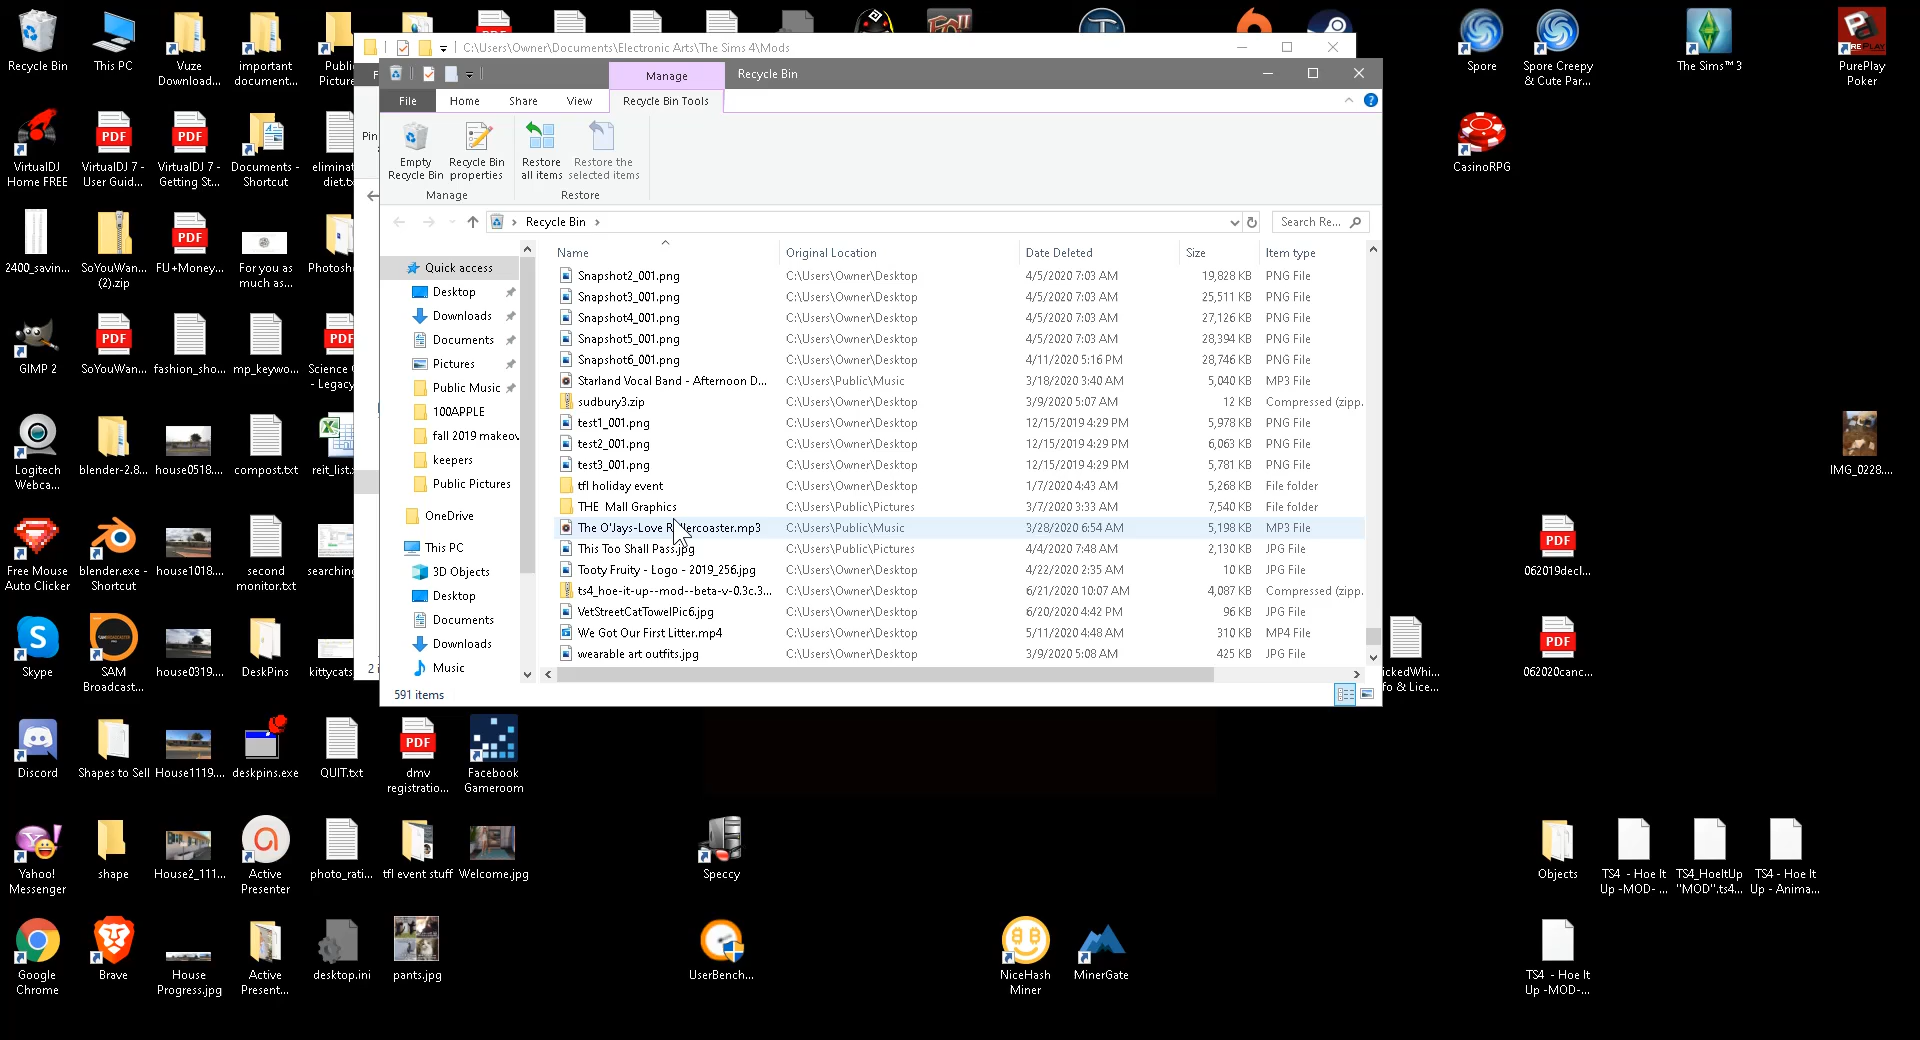 C:\Users\Owner\Documents\Electronic Arts\The Sims 4\Mods
Manage
Recycle Bin
File
Home
Share
View
Recycle Bin Tools
Empty
Recycle Bin
Recycle Bin
properties
Restore
all items
Restore the
selected items
Manage
Restore
Recycle Bin
Search Re...
Name
Original Location
Date Deleted
Size
Item type
Snapshot2_001.png C:\Users\Owner\Desktop 4/5/2020 7:03 AM 19,828 KB PNG File
Snapshot3_001.png C:\Users\Owner\Desktop 4/5/2020 7:03 AM 25,511 KB PNG File
Snapshot4_001.png C:\Users\Owner\Desktop 4/5/2020 7:03 AM 27,126 KB PNG File
Snapshot5_001.png C:\Users\Owner\Desktop 4/5/2020 7:03 AM 28,394 KB PNG File
Snapshot6_001.png C:\Users\Owner\Desktop 4/11/2020 5:16 PM 28,746 KB PNG File
Starland Vocal Band - Afternoon D... C:\Users\Public\Music 3/18/2020 3:40 AM 5,040 KB MP3 File
sudbury3.zip C:\Users\Owner\Desktop 3/9/2020 5:07 AM 12 KB Compressed (zipp.
test1_001.png C:\Users\Owner\Desktop 12/15/2019 4:29 PM 5,978 KB PNG File
test2_001.png C:\Users\Owner\Desktop 12/15/2019 4:29 PM 6,063 KB PNG File
test3_001.png C:\Users\Owner\Desktop 12/15/2019 4:29 PM 5,781 KB PNG File
tfl holiday event C:\Users\Owner\Desktop 1/7/2020 4:43 AM 5,268 KB File folder
THE Mall Graphics C:\Users\Public\Pictures 3/7/2020 3:33 AM 7,540 KB File folder
The O'Jays-Love Rollercoaster.mp3 C:\Users\Public\Music 3/28/2020 6:54 AM 5,198 KB MP3 File
This Too Shall Pass.jpg C:\Users\Public\Pictures 4/4/2020 7:48 AM 2,130 KB JPG File
Tooty Fruity - Logo - 2019_256.jpg C:\Users\Owner\Desktop 4/22/2020 2:35 AM 10 KB JPG File
ts4_hoe-it-up--mod--beta-v-0.3c.3... C:\Users\Owner\Desktop 6/21/2020 10:07 AM 4,087 KB Compressed (zipp.
VetStreetCatTowelPic6.jpg C:\Users\Owner\Desktop 6/20/2020 4:42 PM 96 KB JPG File
We Got Our First Litter.mp4 C:\Users\Owner\Desktop 5/11/2020 4:48 AM 310 KB MP4 File
wearable art outfits.jpg C:\Users\Owner\Desktop 3/9/2020 5:08 AM 425 KB JPG File
Quick access
Desktop
Downloads
Documents
Pictures
Public Music
100APPLE
fall 2019 makeov
keepers
Public Pictures
OneDrive
This PC
3D Objects
Desktop
Documents
Downloads
Music
591 items
Pin
2 i
Recycle Bin
This PC
Vuze
Download...
important
document...
Public
Picture
Spore
Spore Creepy
& Cute Par...
The Sims™ 3
PurePlay
Poker
VirtualDJ
Home FREE
VirtualDJ 7 -
User Guid...
VirtualDJ 7 -
Getting St...
Documents -
Shortcut
eliminat
diet.tx
CasinoRPG
2400_savin...
SoYouWan...
(2).zip
FU+Money...
For you as
much as...
Photosh
GIMP 2
SoYouWan...
fashion_sho...
mp_keywo...
Science
- Legacy
Logitech
Webca...
blender-2.8...
house0518....
compost.txt
reit_list.x
IMG_0228....
Free Mouse
Auto Clicker
blender.exe -
Shortcut
house1018....
second
monitor.txt
searching
062019decl...
Skype
SAM
Broadcast...
house0319....
DeskPins
kittycats
ickedWhi...
fo & Lice...
062020canc...
Discord
Shapes to Sell
House1119....
deskpins.exe
QUIT.txt
dmv
registratio...
Facebook
Gameroom
Yahoo!
Messenger
shape
House2_111...
Active
Presenter
photo_rati...
tfl event stuff
Welcome.jpg
Speccy
Objects
TS4 - Hoe It
Up -MOD- ...
TS4_HoeItUp
"MOD".ts4...
TS4 - Hoe It
Up - Anima...
Google
Chrome
Brave
House
Progress.jpg
Active
Present...
desktop.ini
pants.jpg
UserBench...
NiceHash
Miner
MinerGate
TS4 - Hoe It
Up -MOD-...